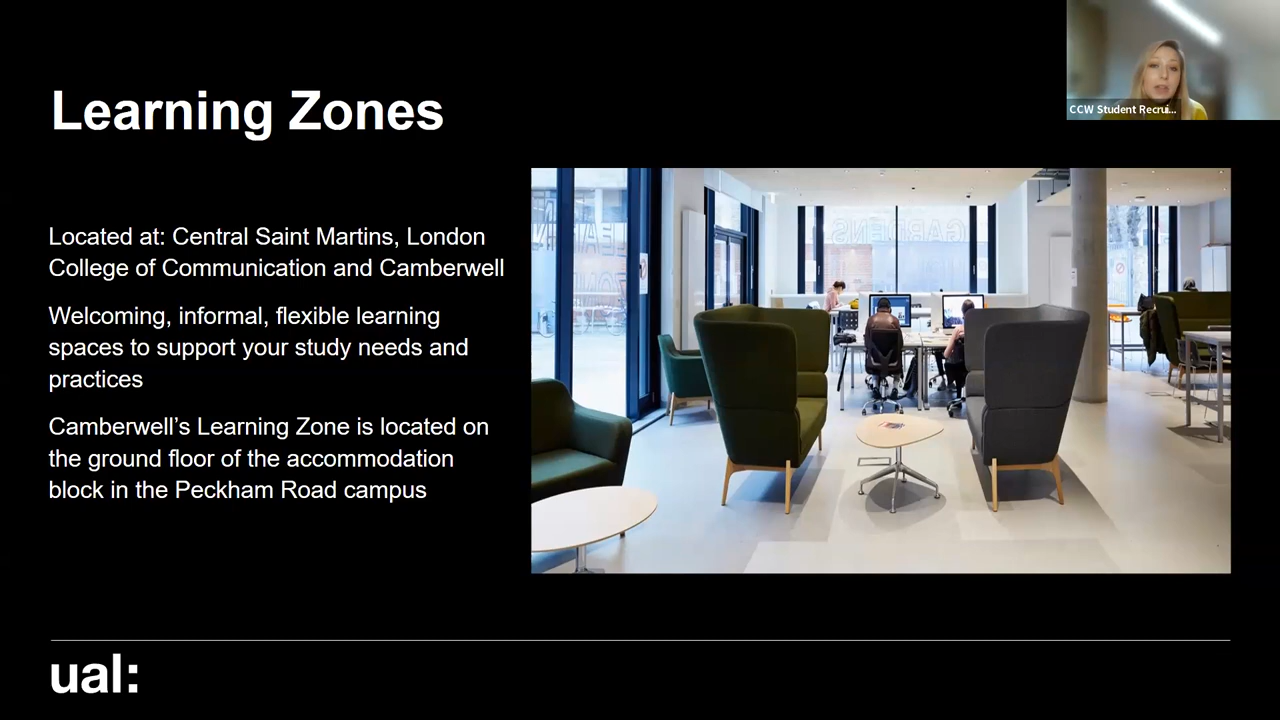 CCW Student Recrui...
Learning Zones
Located at: Central Saint Martins, London
College of Communication and Camberwell
Welcoming, informal, flexible learning
spaces to support your study needs and
practices
Camberwell’s Learning Zone is located on
the ground floor of the accommodation
block in the Peckham Road campus
GARDENS
ual: